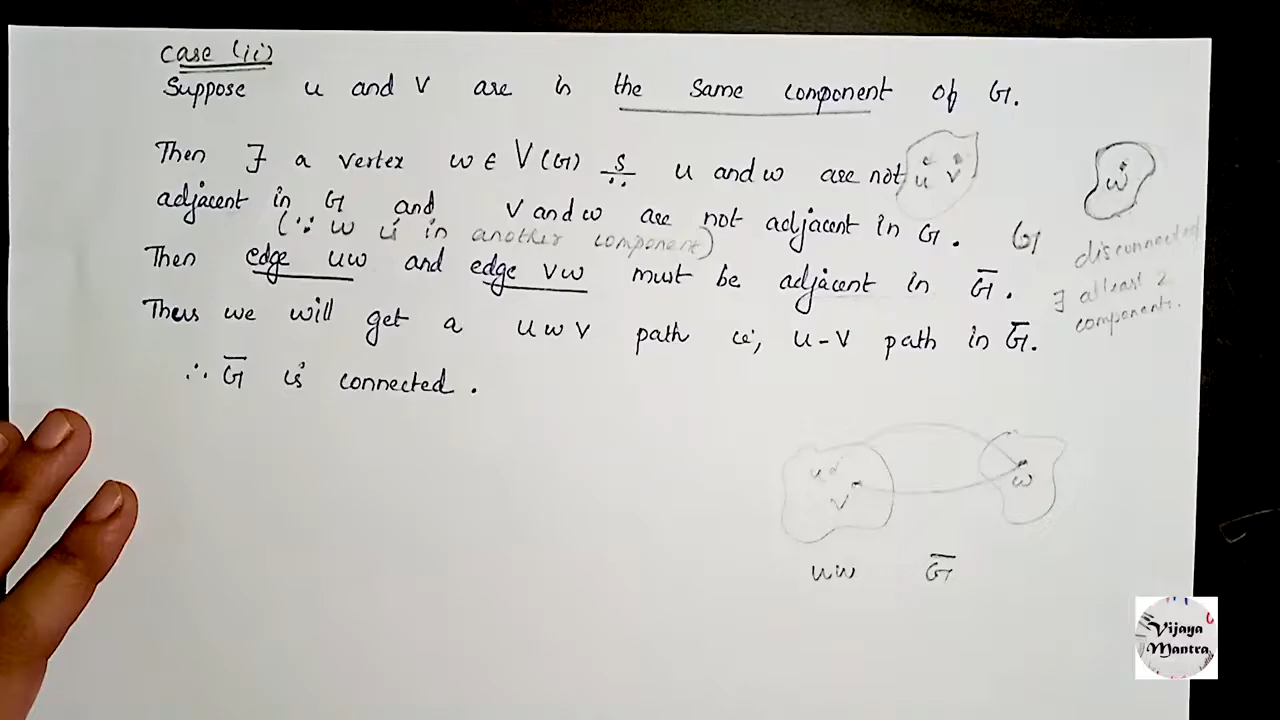 Case (ii)
Suppose u and v are in the same component of G.
Then ∃ a vertex w ∈ V(G) s∴ u and w are not
adjacent in G and v and w are not adjacent in G.
(∵ w is in another component)
Then edge uw and edge vw must be adjacent in G̅.
Thus we will get a u w v path ie, u-v path in G̅.
∴ G̅ is connected.
u v
w
G
disconnected
∃ atleast 2
components.
u
v
w
uw G̅
Vijaya
Mantra